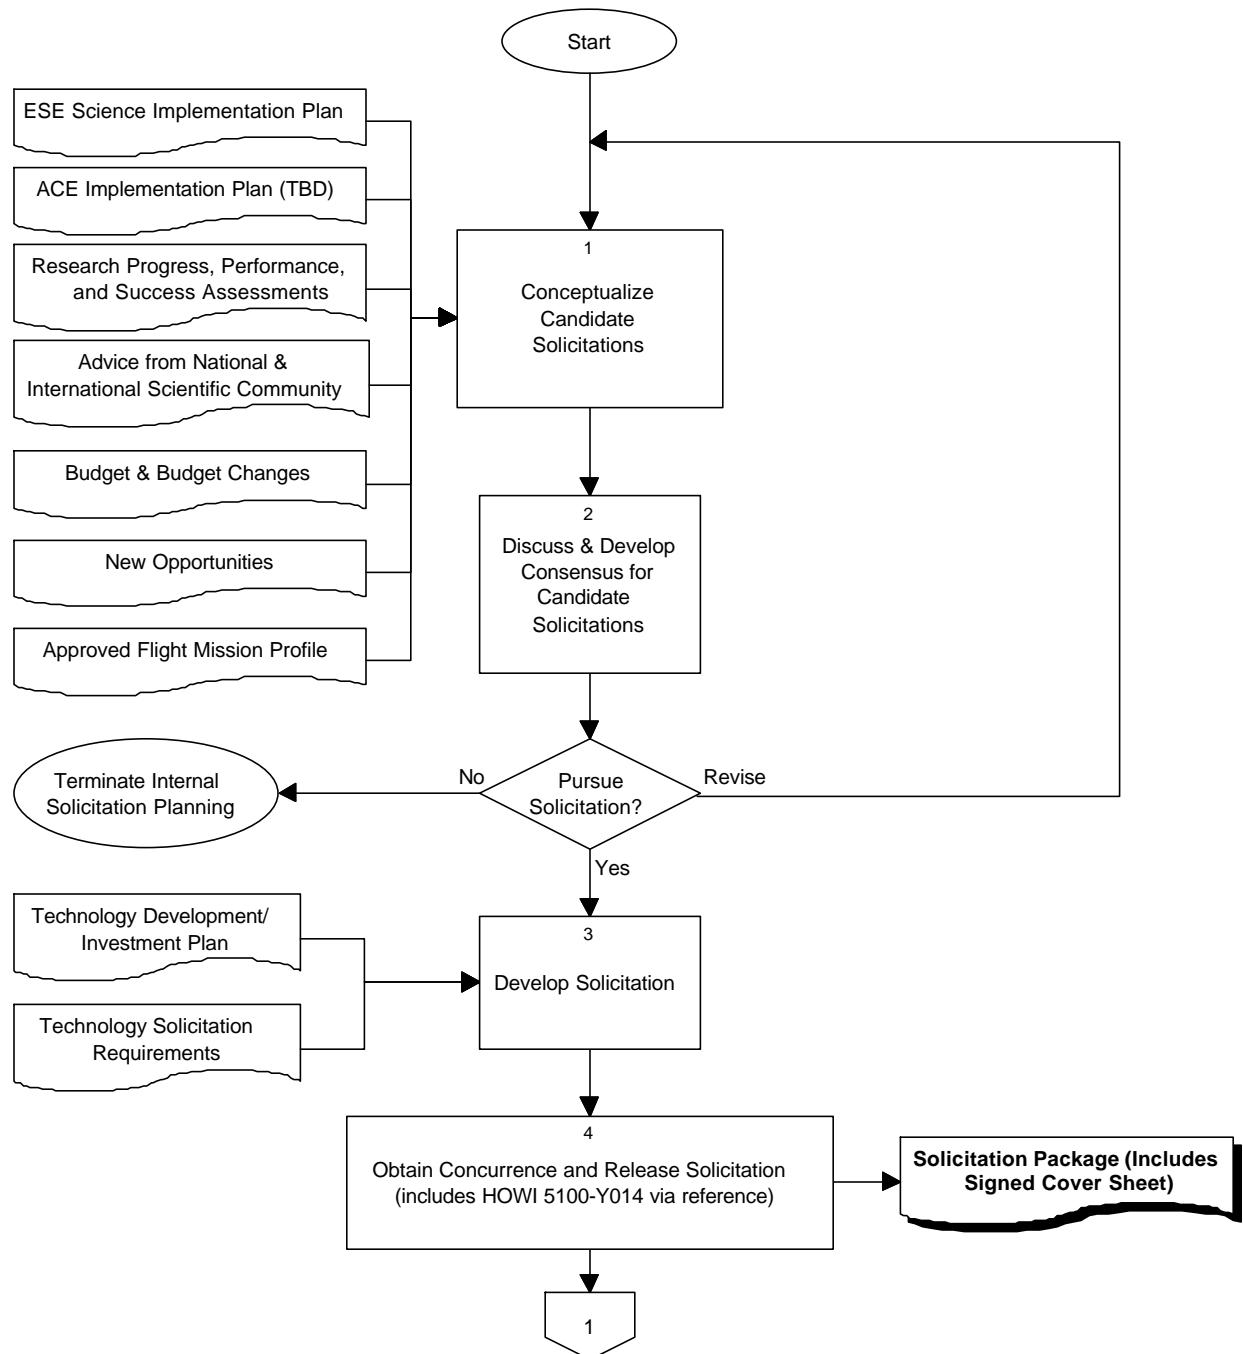 Start
ESE Science Implementation Plan
ACE Implementation Plan (TBD)
Research Progress, Performance,
and Success Assessments
Advice from National &
International Scientific Community
Budget & Budget Changes
New Opportunities
Approved Flight Mission Profile
1
Conceptualize
Candidate
Solicitations
2
Discuss & Develop
Consensus for
Candidate
Solicitations
Pursue
Solicitation?
No
Revise
Yes
Terminate Internal
Solicitation Planning
Technology Development/
Investment Plan
Technology Solicitation
Requirements
3
Develop Solicitation
4
Obtain Concurrence and Release Solicitation
(includes HOWI 5100-Y014 via reference)
Solicitation Package (Includes
Signed Cover Sheet)
1